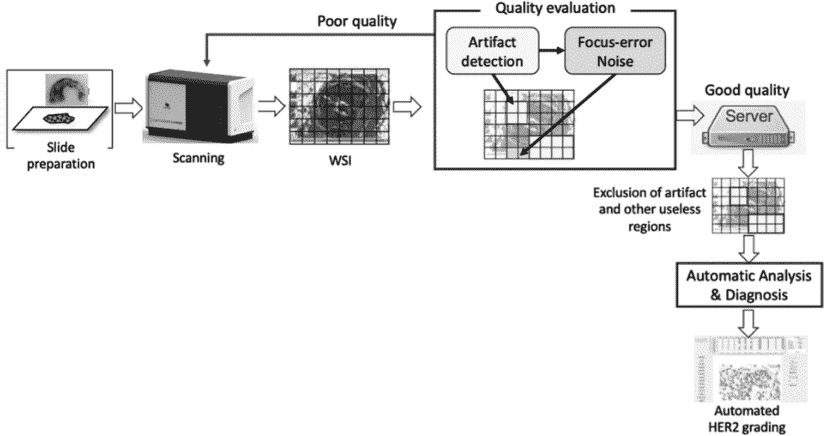 Poor quality
Quality evaluation
Artifact
detection
Focus-error
Noise
Good quality
Server
Slide
preparation
Scanning
WSI
Exclusion of artifact
and other useless
regions
Automatic Analysis
& Diagnosis
Automated
HER2 grading